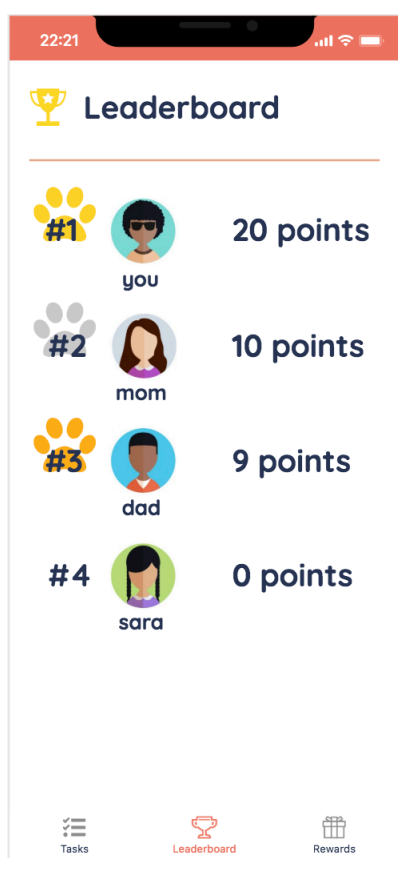 22:21
Leaderboard
#1 20 points
you
#2 10 points
mom
#3 9 points
dad
#4 0 points
sara
Tasks Leaderboard Rewards